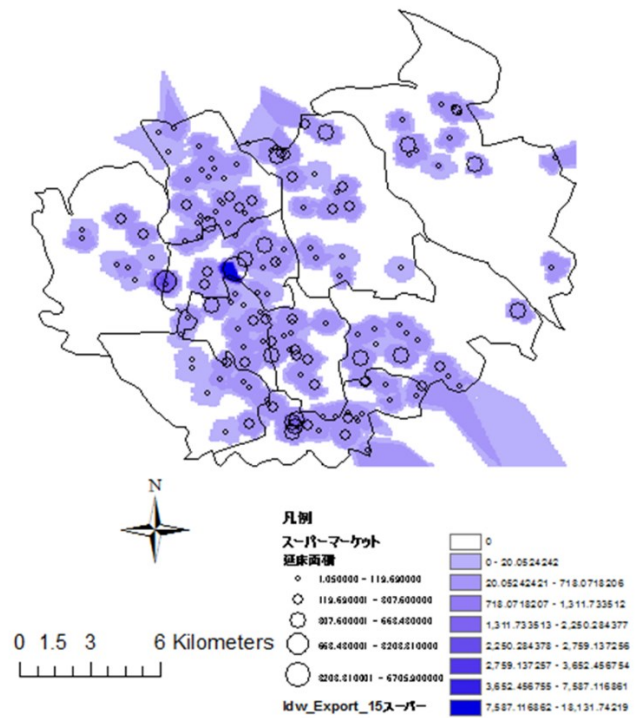 N
凡例
スーパーマーケット
延床面積
1.050000 - 119.690000
119.690001 - 307.600000
307.600001 - 668.480000
668.480001 - 3208.810000
3208.810001 - 6705.900000
Idw_Export_15スーパー
0
0 - 20.0524242
20.05242421 - 718.0718206
718.0718207 - 1,311.733512
1,311.733513 - 2,250.284377
2,250.284378 - 2,759.137256
2,759.137257 - 3,652.456754
3,652.456755 - 7,587.116861
7,587.116862 - 18,131.74219
0 1.5 3 6 Kilometers